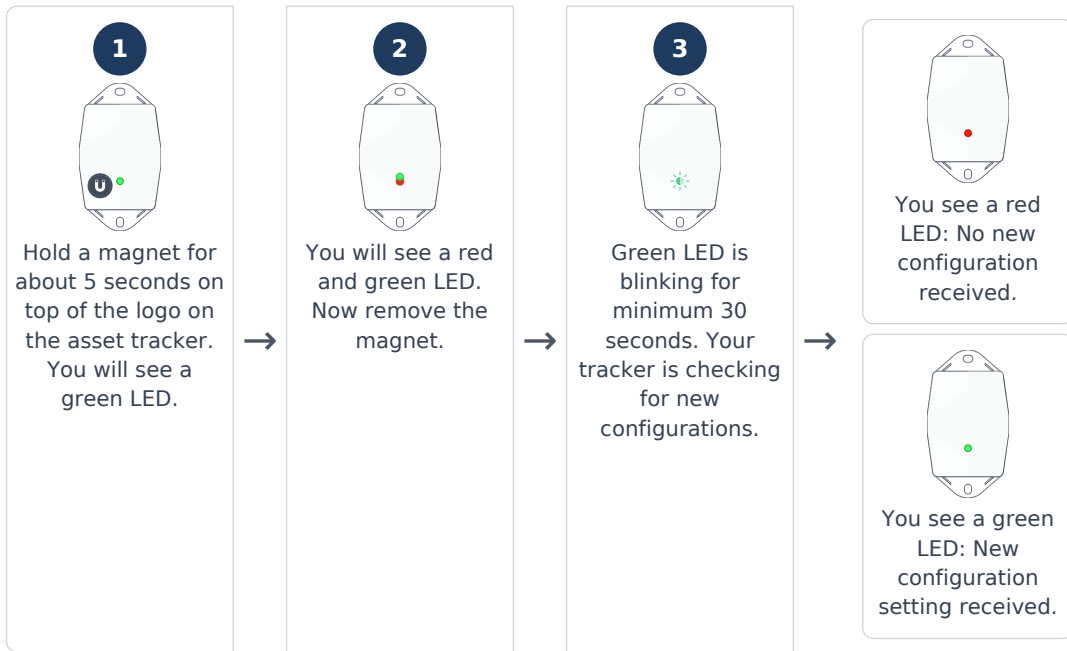 1
Hold a magnet for
about 5 seconds on
top of the logo on
the asset tracker.
You will see a
green LED.
2
You will see a red
and green LED.
Now remove the
magnet.
3
Green LED is
blinking for
minimum 30
seconds. Your
tracker is checking
for new
configurations.
You see a red
LED: No new
configuration
received.
You see a green
LED: New
configuration
setting received.